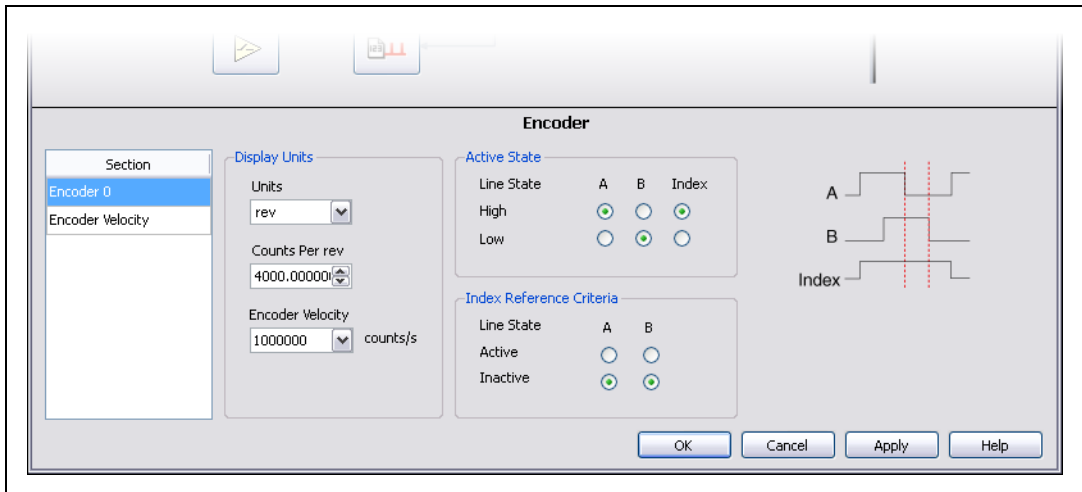 Encoder
Section
Encoder 0
Encoder Velocity
Display Units
Units
rev
Counts Per rev
4000.00000
Encoder Velocity
1000000 counts/s
Active State
Line State A B Index
High
Low
Index Reference Criteria
Line State A B
Active
Inactive
A
B
Index
OK Cancel Apply Help